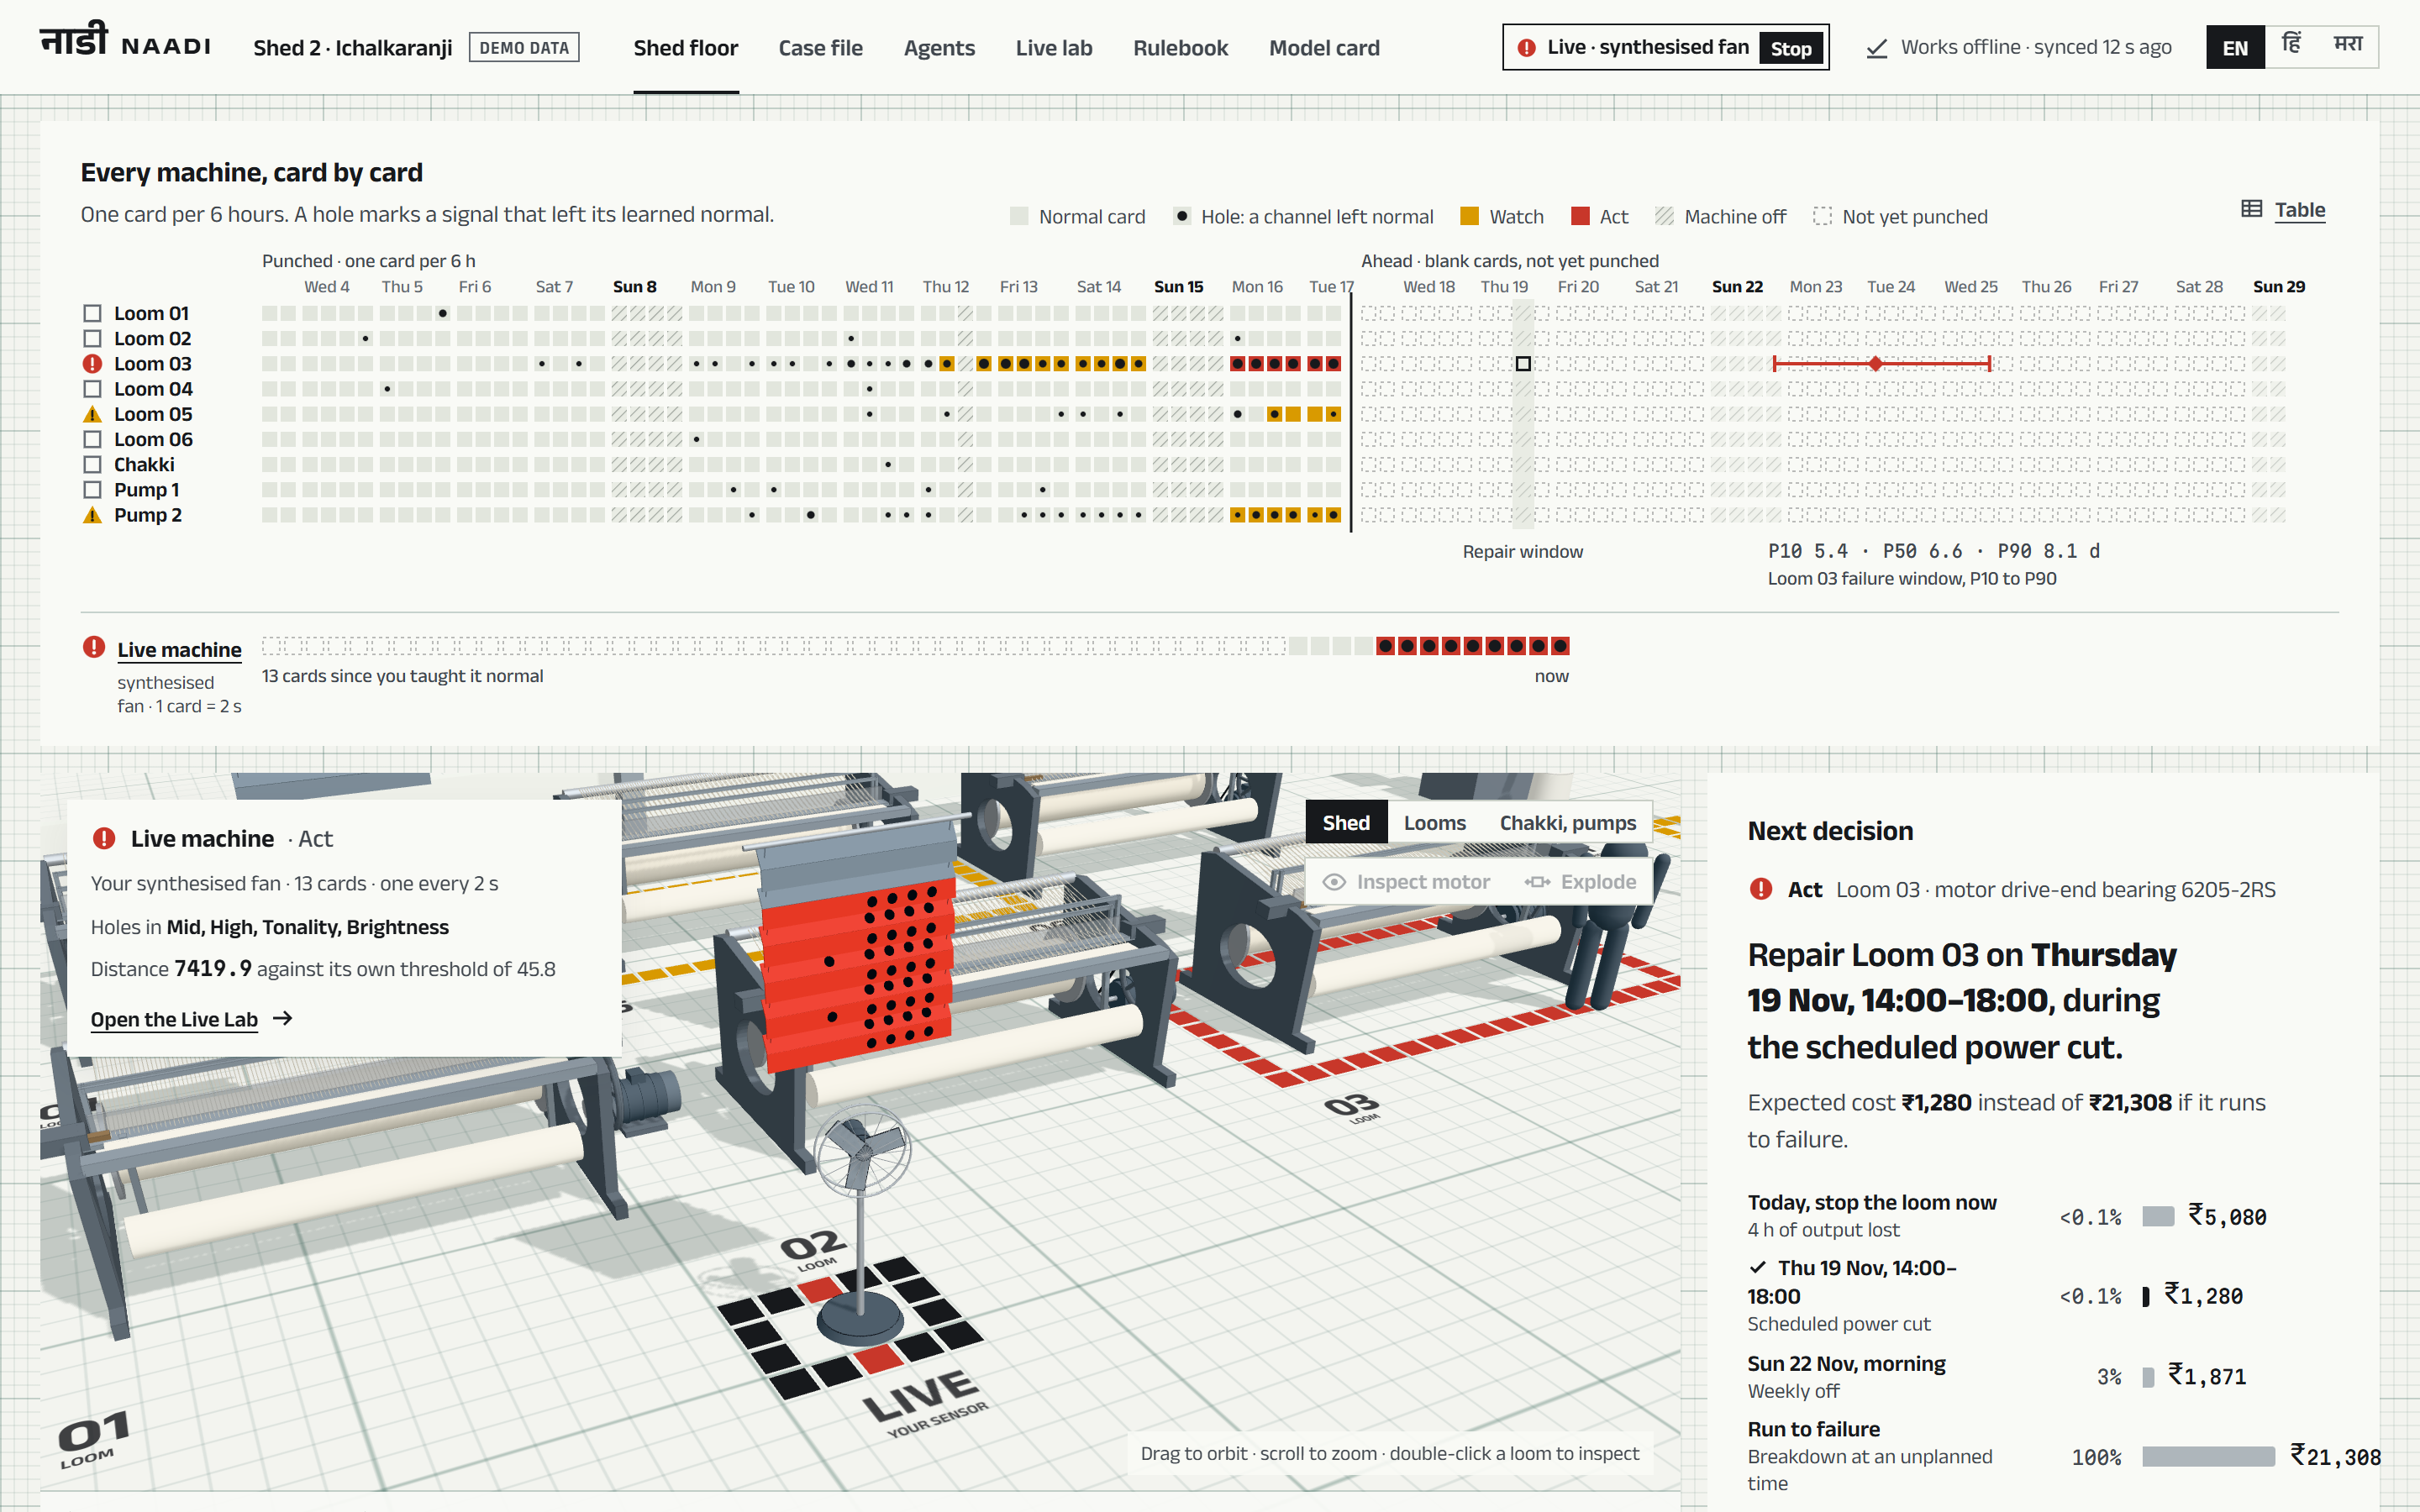 नाडी NAADI
Shed 2 · Ichalkaranji
DEMO DATA
Shed floor
Case file
Agents
Live lab
Rulebook
Model card
Live · synthesised fan
Stop
Works offline · synced 12 s ago
EN
हिं
मरा
Every machine, card by card
One card per 6 hours. A hole marks a signal that left its learned normal.
Normal card
Hole: a channel left normal
Watch
Act
Machine off
Not yet punched
Table
Punched · one card per 6 h
Ahead · blank cards, not yet punched
Wed 4 Thu 5 Fri 6 Sat 7 Sun 8 Mon 9 Tue 10 Wed 11 Thu 12 Fri 13 Sat 14 Sun 15 Mon 16 Tue 17 Wed 18 Thu 19 Fri 20 Sat 21 Sun 22 Mon 23 Tue 24 Wed 25 Thu 26 Fri 27 Sat 28 Sun 29
Loom 01
Loom 02
Loom 03
Loom 04
Loom 05
Loom 06
Chakki
Pump 1
Pump 2
Repair window
P10 5.4 · P50 6.6 · P90 8.1 d
Loom 03 failure window, P10 to P90
Live machine
synthesised
fan · 1 card = 2 s
13 cards since you taught it normal
now
Live machine · Act
Your synthesised fan · 13 cards · one every 2 s
Holes in Mid, High, Tonality, Brightness
Distance 7419.9 against its own threshold of 45.8
Open the Live Lab →
Shed
Looms
Chakki, pumps
Inspect motor
Explode
03
LOOM
02
LOOM
LIVE
YOUR SENSOR
01
LOOM
Drag to orbit · scroll to zoom · double-click a loom to inspect
Next decision
Act Loom 03 · motor drive-end bearing 6205-2RS
Repair Loom 03 on Thursday
19 Nov, 14:00–18:00, during
the scheduled power cut.
Expected cost ₹1,280 instead of ₹21,308 if it runs
to failure.
Today, stop the loom now
4 h of output lost
<0.1% ₹5,080
Thu 19 Nov, 14:00–
18:00
Scheduled power cut
<0.1% ₹1,280
Sun 22 Nov, morning
Weekly off
3% ₹1,871
Run to failure
Breakdown at an unplanned
time
100% ₹21,308